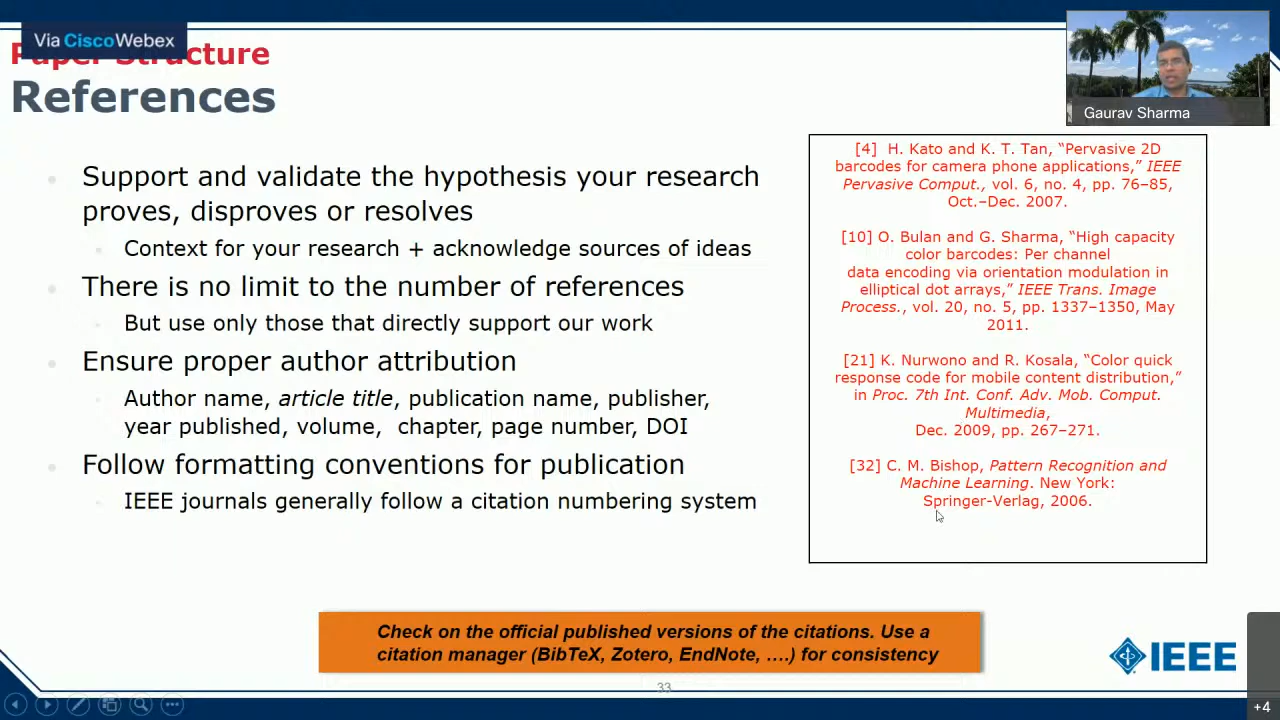 Via CiscoWebex
Paper Structure
References
Gaurav Sharma
Support and validate the hypothesis your research
proves, disproves or resolves
Context for your research + acknowledge sources of ideas
There is no limit to the number of references
But use only those that directly support our work
Ensure proper author attribution
Author name, article title, publication name, publisher,
year published, volume, chapter, page number, DOI
Follow formatting conventions for publication
IEEE journals generally follow a citation numbering system
[4] H. Kato and K. T. Tan, “Pervasive 2D
barcodes for camera phone applications,” IEEE
Pervasive Comput., vol. 6, no. 4, pp. 76–85,
Oct.–Dec. 2007.
[10] O. Bulan and G. Sharma, “High capacity
color barcodes: Per channel
data encoding via orientation modulation in
elliptical dot arrays,” IEEE Trans. Image
Process., vol. 20, no. 5, pp. 1337–1350, May
2011.
[21] K. Nurwono and R. Kosala, “Color quick
response code for mobile content distribution,”
in Proc. 7th Int. Conf. Adv. Mob. Comput.
Multimedia,
Dec. 2009, pp. 267–271.
[32] C. M. Bishop, Pattern Recognition and
Machine Learning. New York:
Springer-Verlag, 2006.
Check on the official published versions of the citations. Use a
citation manager (BibTeX, Zotero, EndNote, ….) for consistency
IEEE
33
+4